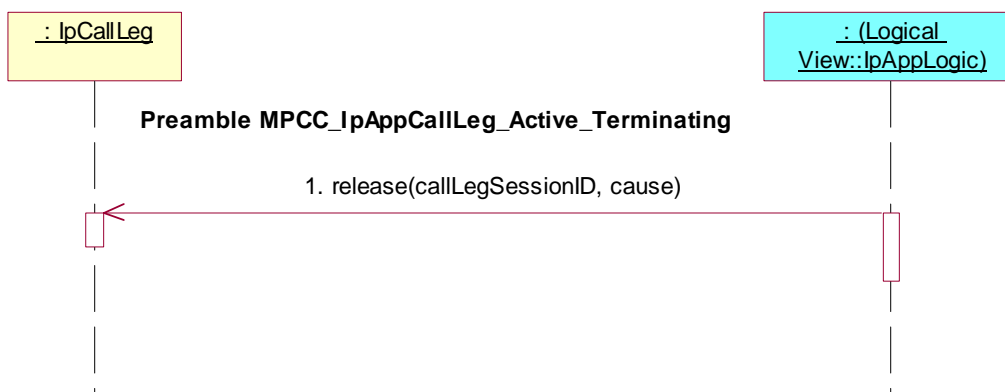 : IpCallLeg
: (Logical
View::IpAppLogic)
Preamble MPCC_IpAppCallLeg_Active_Terminating
1. release(callLegSessionID, cause)